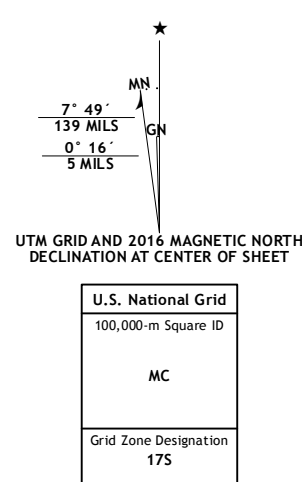 MN
7° 49´
139 MILS
GN
0° 16´
5 MILS
UTM GRID AND 2016 MAGNETIC NORTH
DECLINATION AT CENTER OF SHEET
U.S. National Grid
100,000-m Square ID
MC
Grid Zone Designation
17S